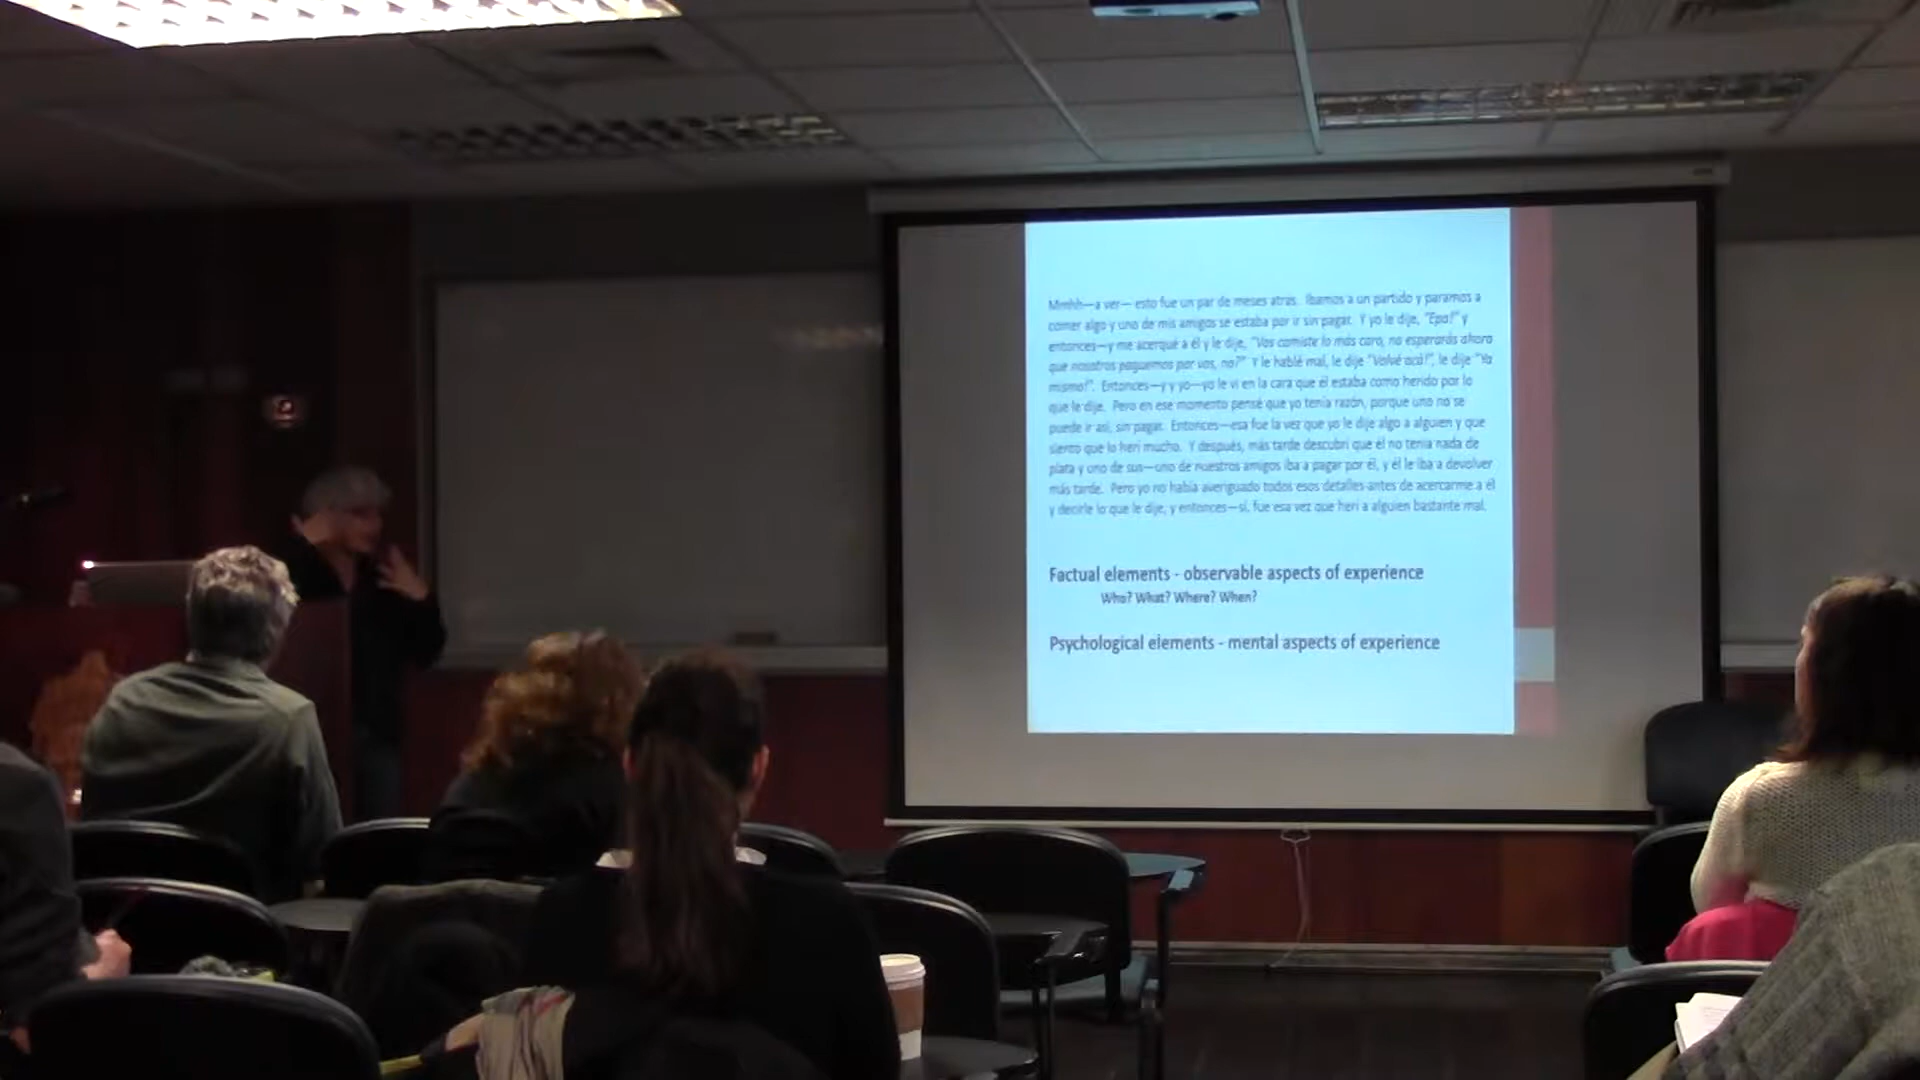 Mmhh—a ver— esto fue un par de meses atrás. Ibamos a un partido y paramos a
comer algo y uno de mis amigos se estaba por ir sin pagar. Y yo le dije, "Epa!" y
entonces—y me acerqué a él y le dije, "Vos comiste lo más caro, no esperarás ahora
que nosotros paguemos por vos, no?" Y le hablé mal, le dije "Volvé acá!", le dije "Ya
mismo!". Entonces—y y yo—yo le vi en la cara que él estaba como herido por lo
que le dije. Pero en ese momento pensé que yo tenía razón, porque uno no se
puede ir así, sin pagar. Entonces—esa fue la vez que yo le dije algo a alguien y que
siento que lo herí mucho. Y después, más tarde descubrí que él no tenía nada de
plata y uno de sus—uno de nuestros amigos iba a pagar por él, y él le iba a devolver
más tarde. Pero yo no había averiguado todos esos detalles antes de acercarme a él
y decirle lo que le dije, y entonces—sí, fue esa vez que herí a alguien bastante mal.
Factual elements - observable aspects of experience
Who? What? Where? When?
Psychological elements - mental aspects of experience